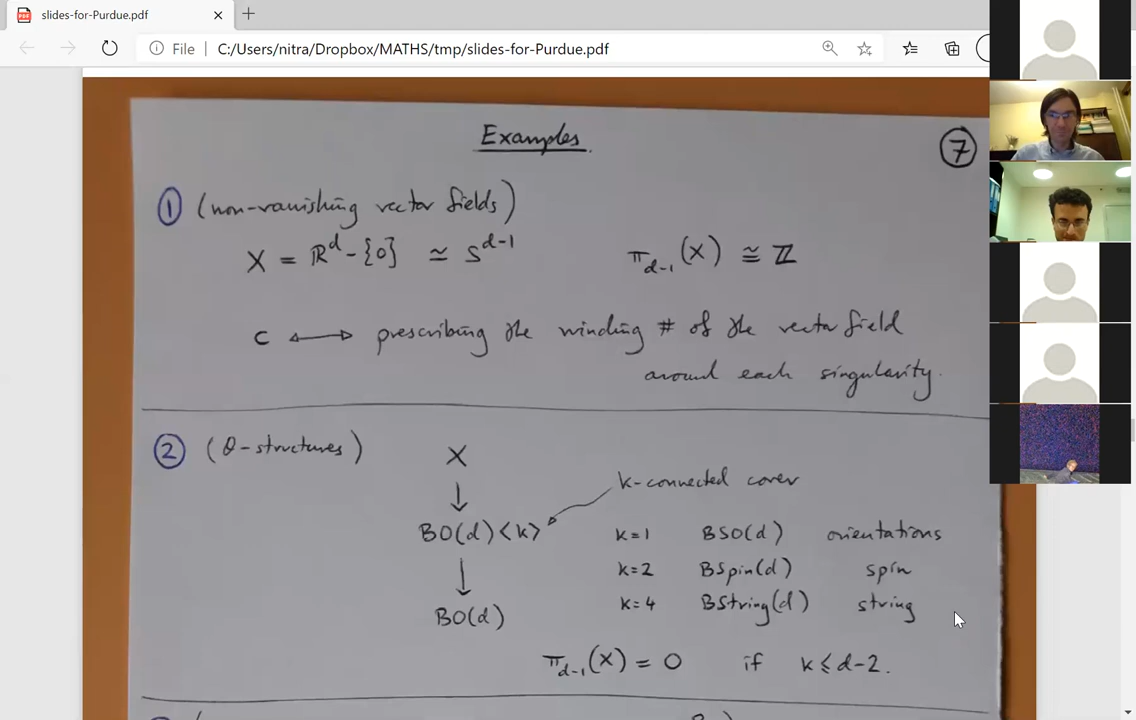 slides-for-Purdue.pdf
File C:/Users/nitra/Dropbox/MATHS/tmp/slides-for-Purdue.pdf
Examples
7
① (non-vanishing vector fields)
X = ℝ^d - {0} ≃ S^{d-1} π_{d-1}(X) ≅ ℤ
c ⟷ prescribing the winding # of the vector field
around each singularity.
② (θ-structures) X
↓ k-connected cover
BO(d)<k> k=1 BSO(d) orientations
↓ k=2 BSpin(d) spin
BO(d) k=4 BString(d) string
π_{d-1}(X) = 0 if k ≤ d-2.